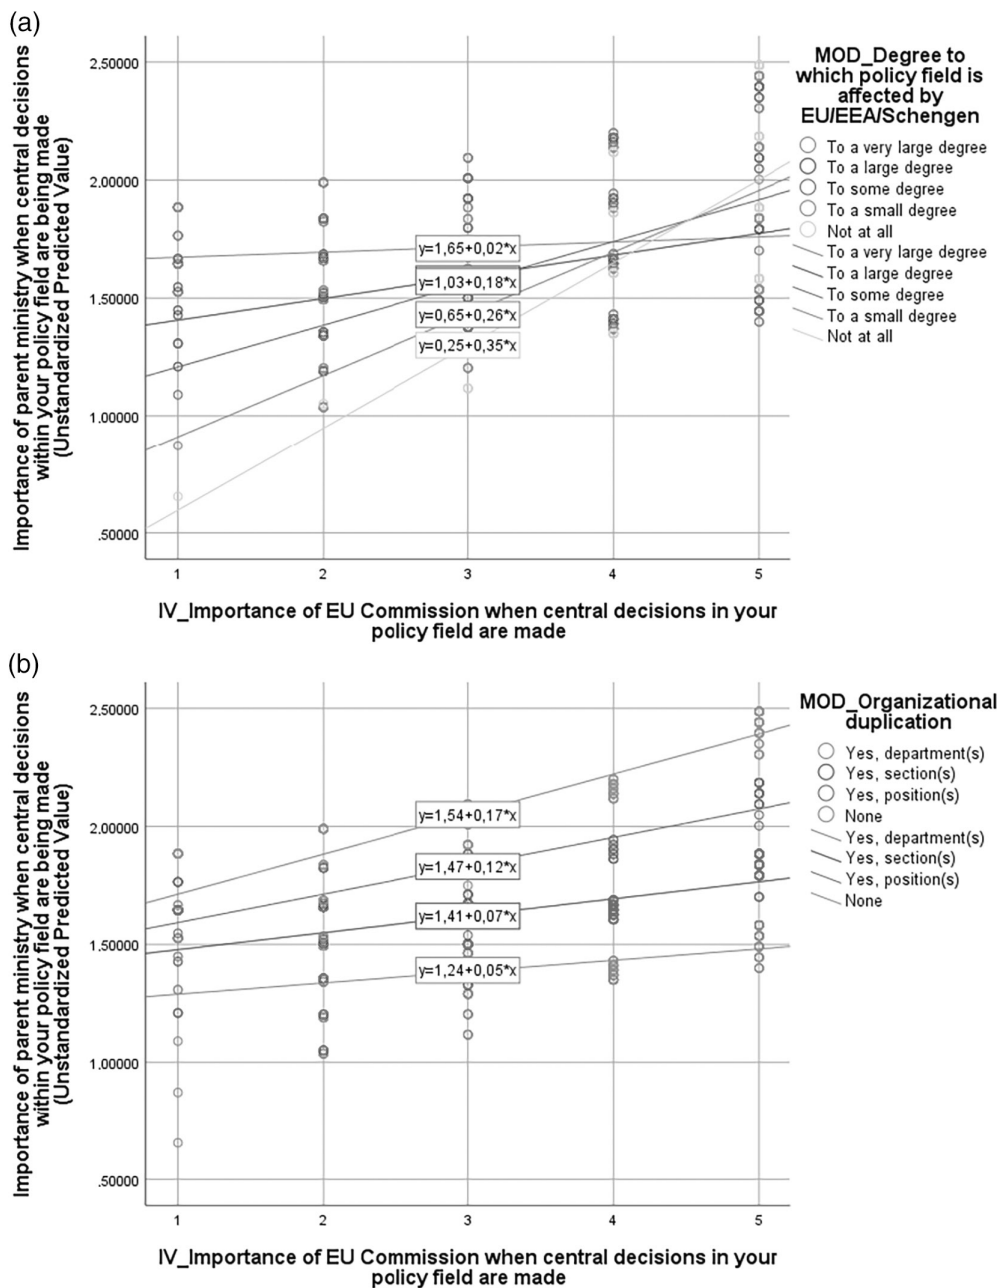 (a)
Importance of parent ministry when central decisions
within your policy field are being made
(Unstandardized Predicted Value)
2.50000
2.00000
1.50000
1.00000
.50000
y=1,65+0,02*x
y=1,03+0,18*x
y=0,65+0,26*x
y=0,25+0,35*x
1
2
3
4
5
IV_Importance of EU Commission when central decisions in your
policy field are made
MOD_Degree to
which policy field is
affected by
EU/EEA/Schengen
To a very large degree
To a large degree
To some degree
To a small degree
Not at all
To a very large degree
To a large degree
To some degree
To a small degree
Not at all
(b)
Importance of parent ministry when central decisions
within your policy field are being made
(Unstandardized Predicted Value)
2.50000
2.00000
1.50000
1.00000
.50000
y=1,54+0,17*x
y=1,47+0,12*x
y=1,41+0,07*x
y=1,24+0,05*x
1
2
3
4
5
IV_Importance of EU Commission when central decisions in your
policy field are made
MOD_Organizational
duplication
Yes, department(s)
Yes, section(s)
Yes, position(s)
None
Yes, department(s)
Yes, section(s)
Yes, position(s)
None